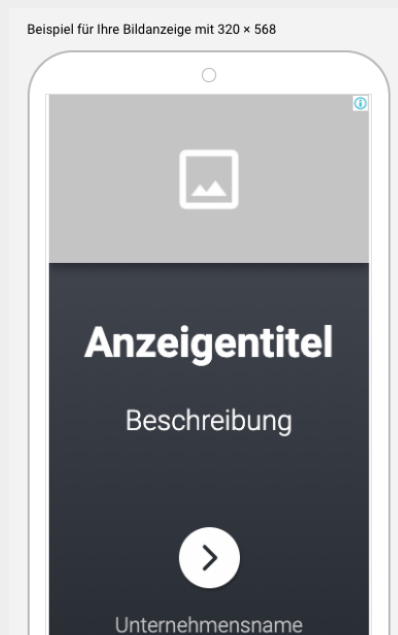 Beispiel für Ihre Bildanzeige mit 320 × 568
Anzeigentitel
Beschreibung
Unternehmensname